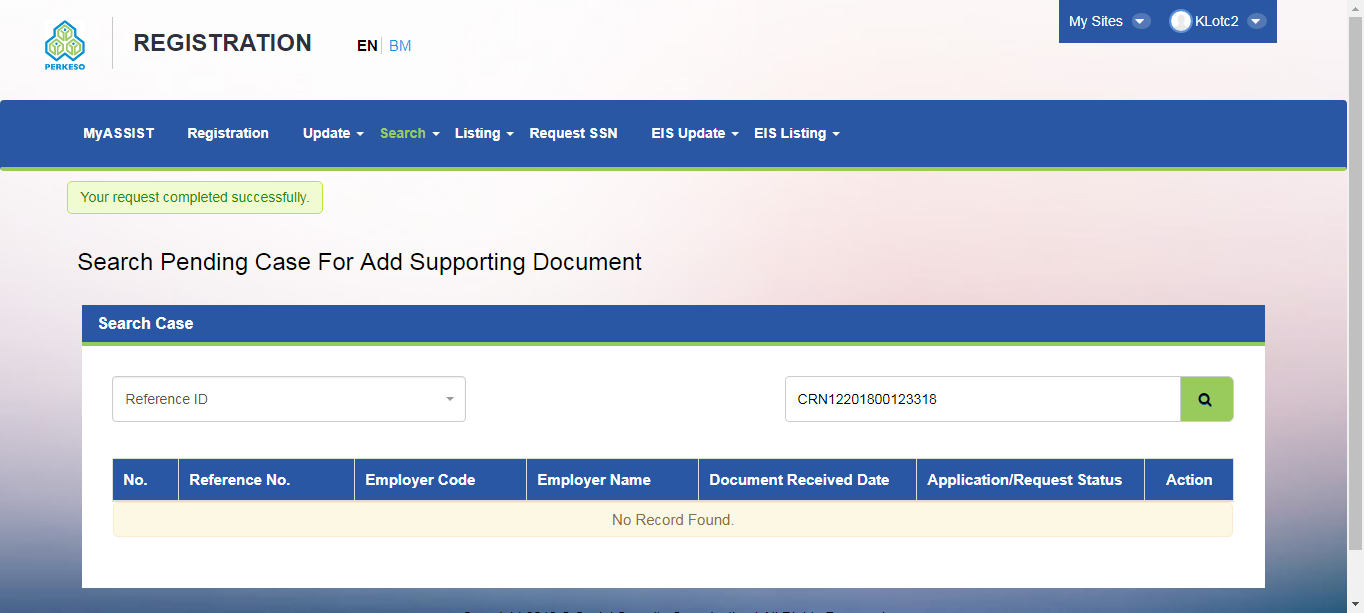 My Sites KLotc2
PERKESO
REGISTRATION
EN BM
MyASSIST Registration Update Search Listing Request SSN EIS Update EIS Listing
Your request completed successfully.
Search Pending Case For Add Supporting Document
Search Case
Reference ID CRN12201800123318
No. Reference No. Employer Code Employer Name Document Received Date Application/Request Status Action
No Record Found.